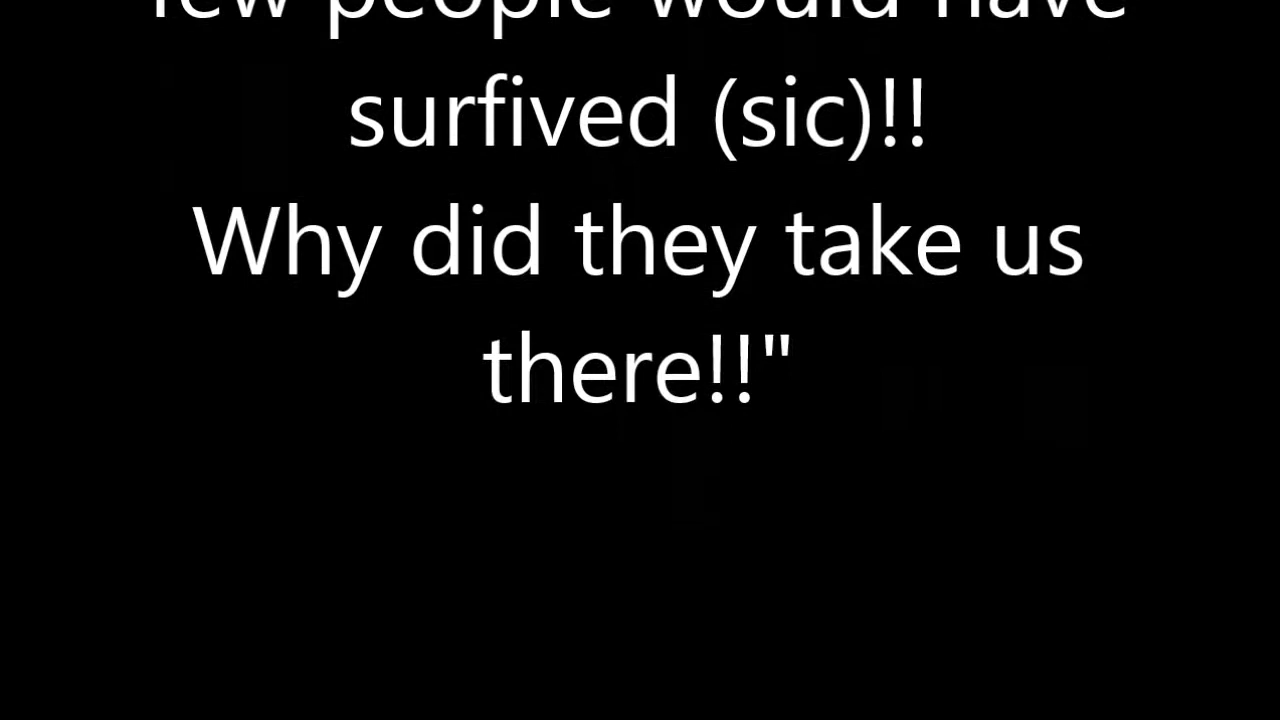 few people would have
surfived (sic)!!
Why did they take us
there!!"